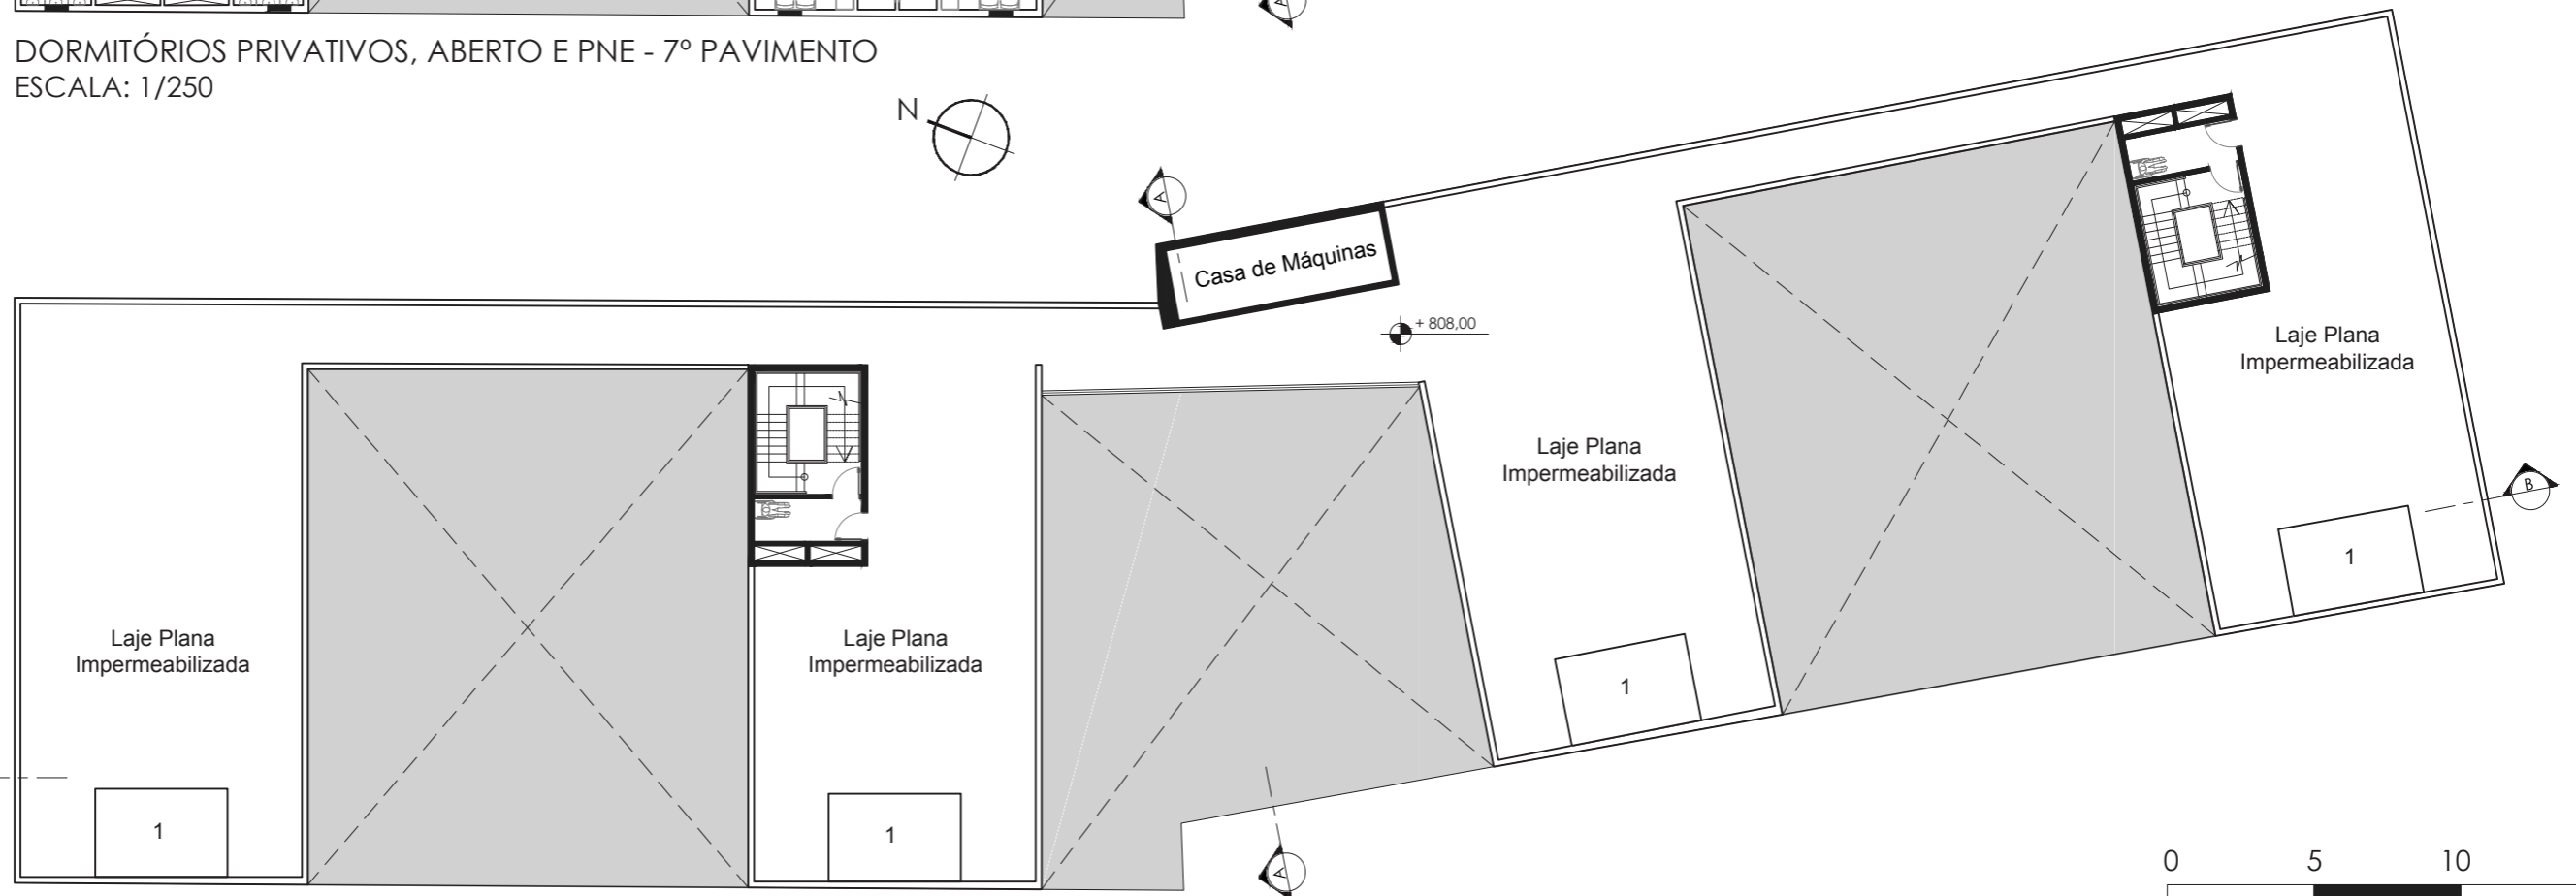 A
DORMITÓRIOS PRIVATIVOS, ABERTO E PNE - 7º PAVIMENTO
ESCALA: 1/250
N
A
Casa de Máquinas
+ 808,00
Laje Plana
Impermeabilizada
Laje Plana
Impermeabilizada
B
1
Laje Plana
Impermeabilizada
Laje Plana
Impermeabilizada
1
1
1
A
0 5 10